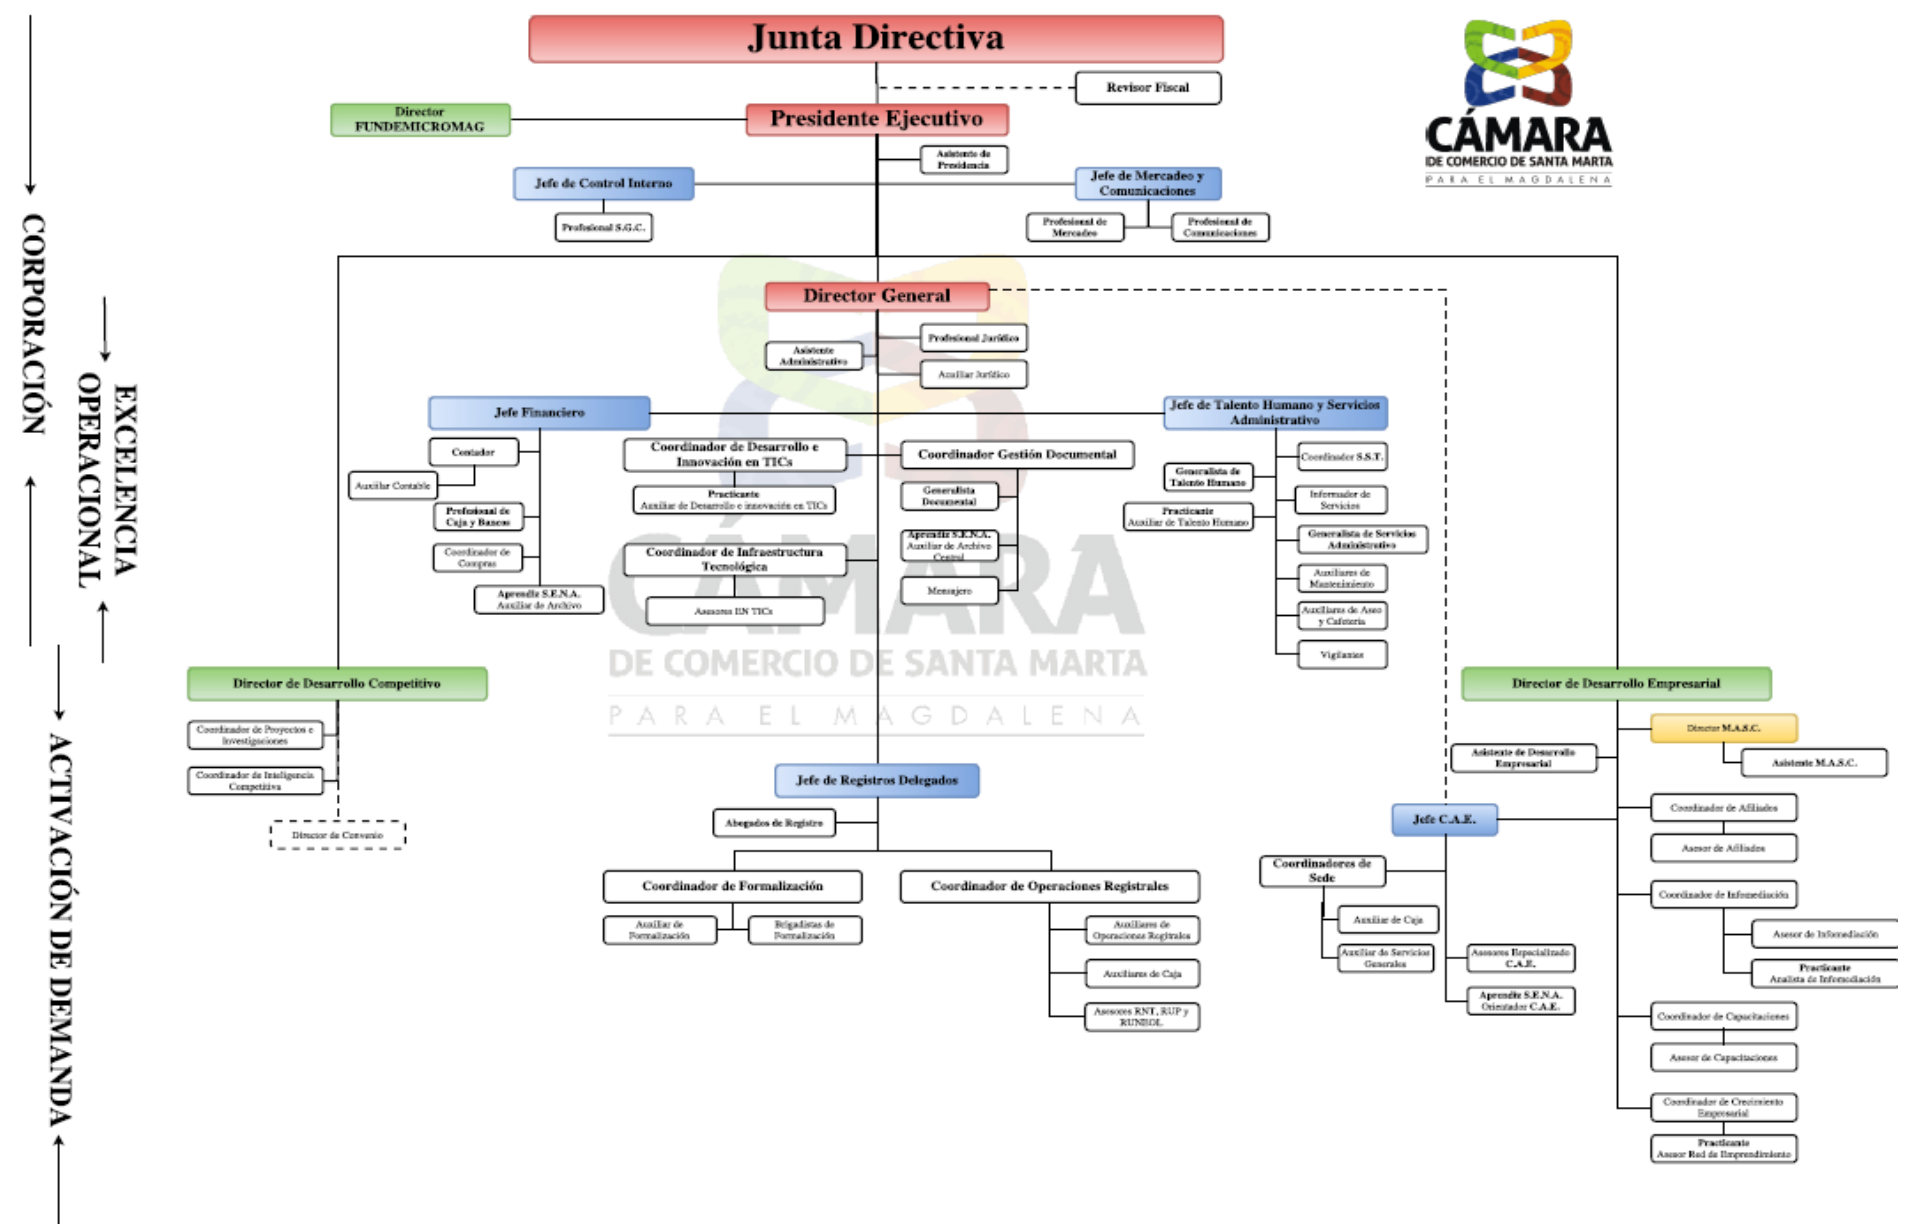 Junta Directiva
Revisor Fiscal
Director
FUNDEMICROMAG
Presidente Ejecutivo
Asistente de
Presidencia
CÁMARA
DE COMERCIO DE SANTA MARTA
PARA EL MAGDALENA
Jefe de Control Interno
Jefe de Mercadeo y
Comunicaciones
Profesional S.G.C.
Profesional de
Mercadeo
Profesional de
Comunicaciones
CORPORACIÓN
EXCELENCIA
OPERACIONAL
ACTIVACIÓN DE DEMANDA
Director General
Profesional Jurídico
Asistente
Administrativo
Auxiliar Jurídico
Jefe Financiero
Jefe de Talento Humano y Servicios
Administrativo
Contador
Auxiliar Contable
Profesional de
Caja y Bancos
Coordinador de
Compras
Aprendiz S.E.N.A.
Auxiliar de Archivo
Coordinador de Desarrollo e
Innovación en TICs
Practicante
Auxiliar de Desarrollo e innovación en TICs
Coordinador de Infraestructura
Tecnológica
Asesores EN TICs
Coordinador Gestión Documental
Generalista
Documental
Aprendiz S.E.N.A.
Auxiliar de Archivo
Central
Mensajero
Coordinador S.S.T.
Generalista de
Talento Humano
Informador de
Servicios
Practicante
Auxiliar de Talento Humano
Generalista de Servicios
Administrativo
Auxiliares de
Mantenimiento
Auxiliares de Aseo
y Cafetería
Vigilantes
CÁMARA
DE COMERCIO DE SANTA MARTA
PARA EL MAGDALENA
Director de Desarrollo Competitivo
Coordinador de Proyectos e
Investigaciones
Coordinador de Inteligencia
Competitiva
Director de Convenio
Jefe de Registros Delegados
Abogados de Registro
Coordinador de Formalización
Auxiliar de
Formalización
Brigadistas de
Formalización
Coordinador de Operaciones Registrales
Auxiliares de
Operaciones Regitrales
Auxiliares de Caja
Asesores RNT, RUP y
RUNEOL
Director de Desarrollo Empresarial
Director M.A.S.C.
Asistente de Desarrollo
Empresarial
Asistente M.A.S.C.
Jefe C.A.E.
Coordinadores de
Sede
Auxiliar de Caja
Auxiliar de Servicios
Generales
Asesores Especializado
C.A.E.
Aprendiz S.E.N.A.
Orientador C.A.E.
Coordinador de Afiliados
Asesor de Afiliados
Coordinador de Infomediación
Asesor de Infomediación
Practicante
Analista de Infomediación
Coordinador de Capacitaciones
Asesor de Capacitaciones
Coordinador de Crecimiento
Empresarial
Practicante
Asesor Red de Emprendimiento